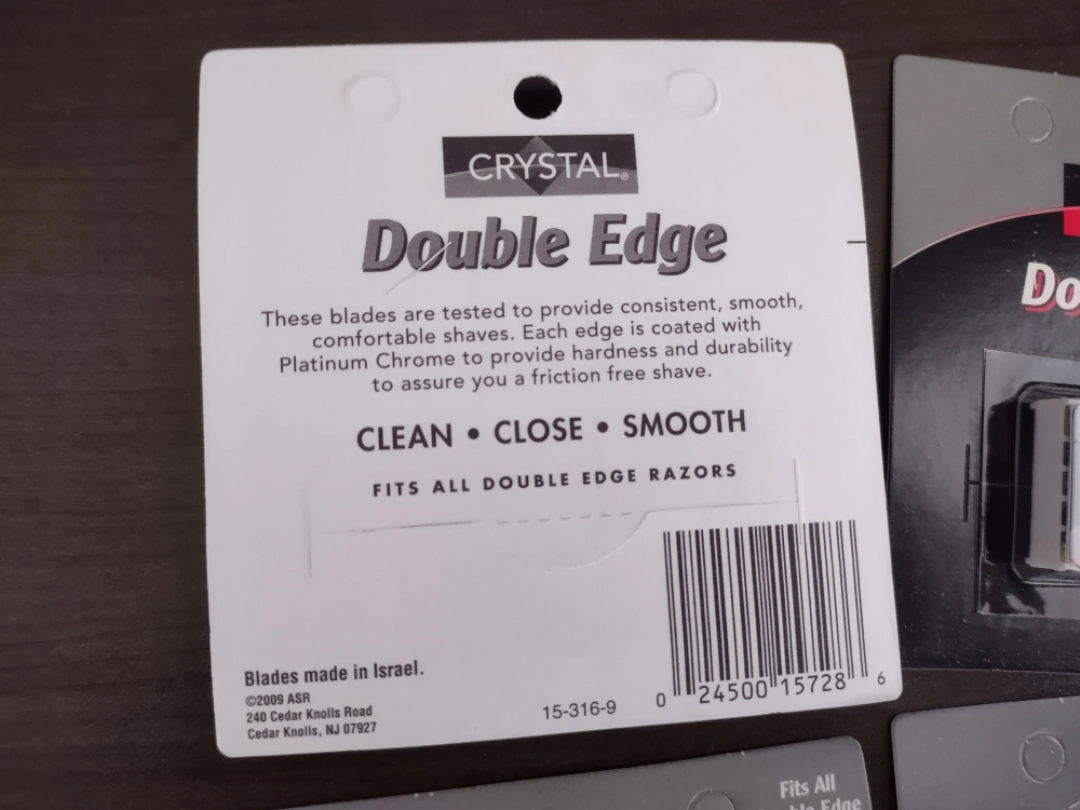 CRYSTAL®
Double Edge
These blades are tested to provide consistent, smooth,
comfortable shaves. Each edge is coated with
Platinum Chrome to provide hardness and durability
to assure you a friction free shave.
CLEAN • CLOSE • SMOOTH
FITS ALL DOUBLE EDGE RAZORS
Blades made in Israel.
©2009 ASR
240 Cedar Knolls Road
Cedar Knolls, NJ 07927
15-316-9
0 24500 15728 6
Do
Fits All
Edge